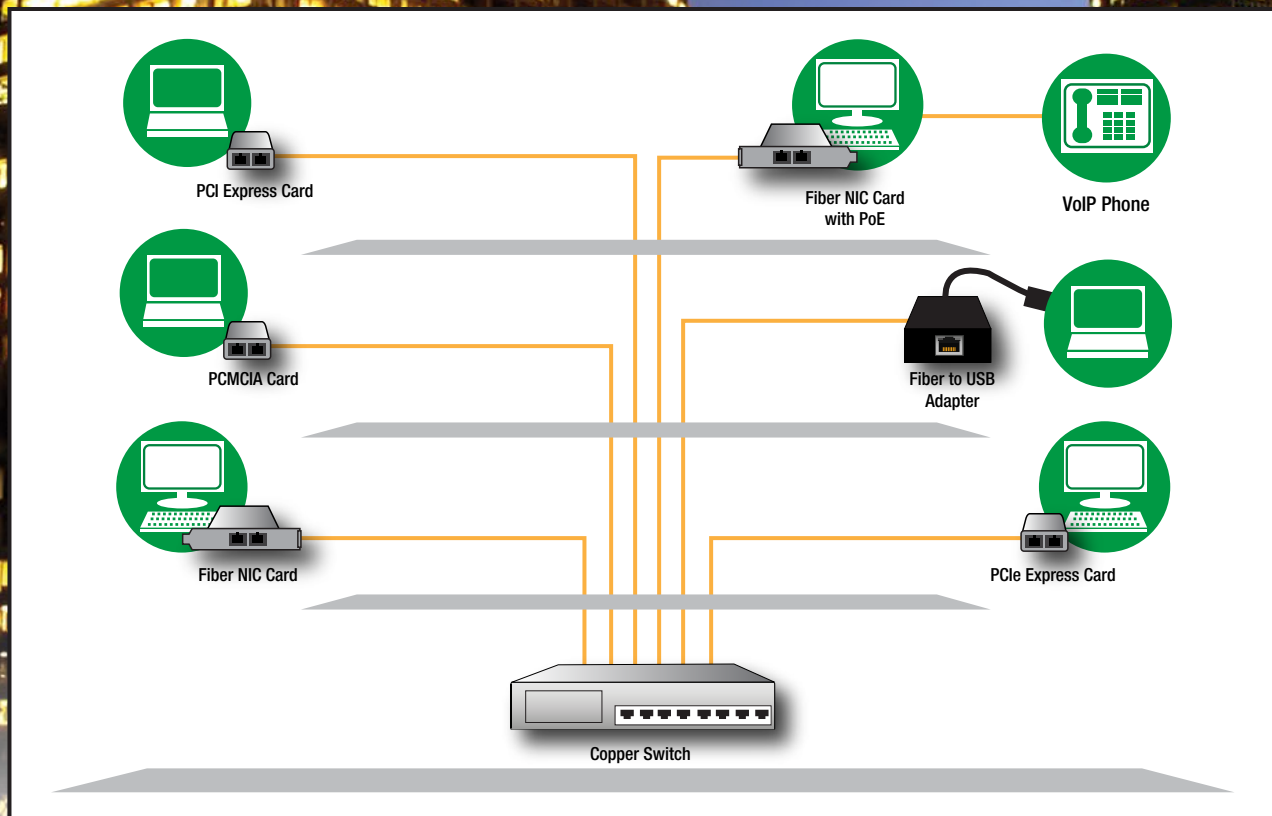 PCI Express Card
Fiber NIC Card
with PoE
VoIP Phone
PCMCIA Card
Fiber to USB
Adapter
Fiber NIC Card
PCIe Express Card
Copper Switch